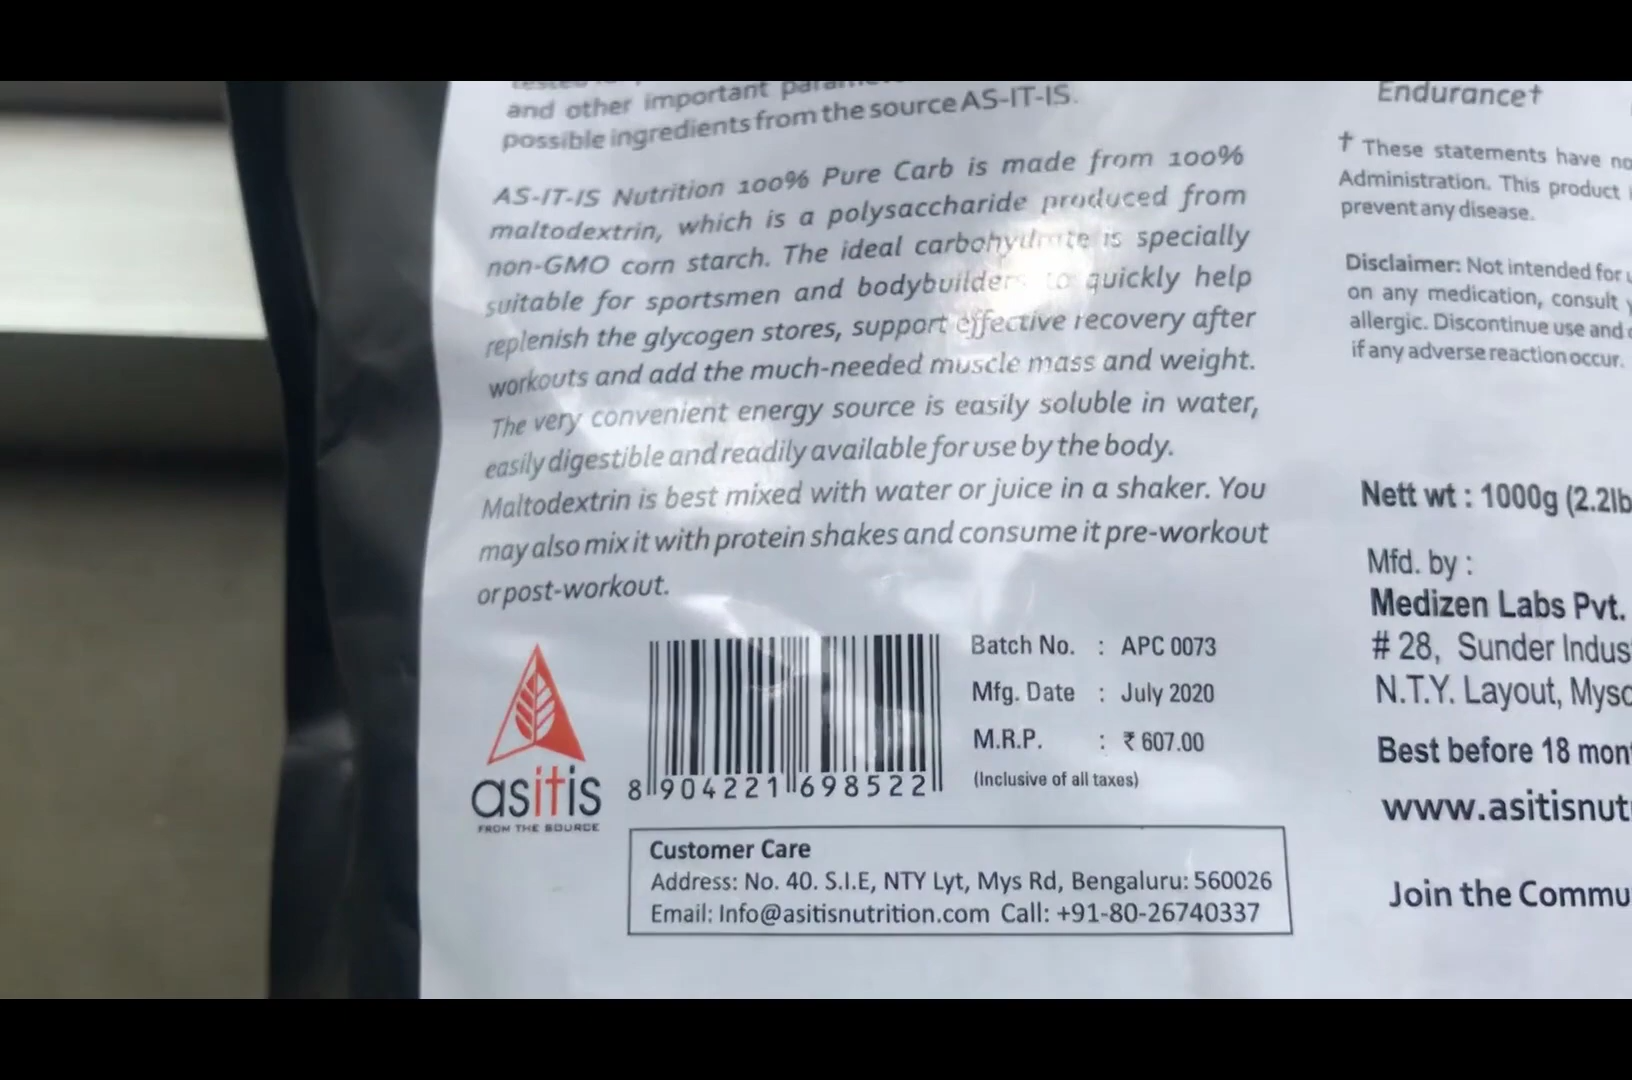 and other important
possible ingredients from the source AS-IT-IS.
AS-IT-IS Nutrition 100% Pure Carb is made from 100%
maltodextrin, which is a polysaccharide produced from
non-GMO corn starch. The ideal carbohydrate is specially
suitable for sportsmen and bodybuilders to quickly help
replenish the glycogen stores, support effective recovery after
workouts and add the much-needed muscle mass and weight.
The very convenient energy source is easily soluble in water,
easily digestible and readily available for use by the body.
Maltodextrin is best mixed with water or juice in a shaker. You
may also mix it with protein shakes and consume it pre-workout
or post-workout.
asitis
FROM THE SOURCE
8 904221 698522
Batch No. : APC 0073
Mfg. Date : July 2020
M.R.P. : ₹ 607.00
(Inclusive of all taxes)
Customer Care
Address: No. 40. S.I.E, NTY Lyt, Mys Rd, Bengaluru: 560026
Email: Info@asitisnutrition.com Call: +91-80-26740337
Endurance†
† These statements have
Administration. This product
prevent any disease.
Disclaimer: Not intended for
on any medication, consult
allergic. Discontinue use and
if any adverse reaction occur.
Nett wt : 1000g (2.2lb
Mfd. by :
Medizen Labs Pvt.
# 28, Sunder
N.T.Y. Layout,
Best before 18
www.asitisnut
Join the